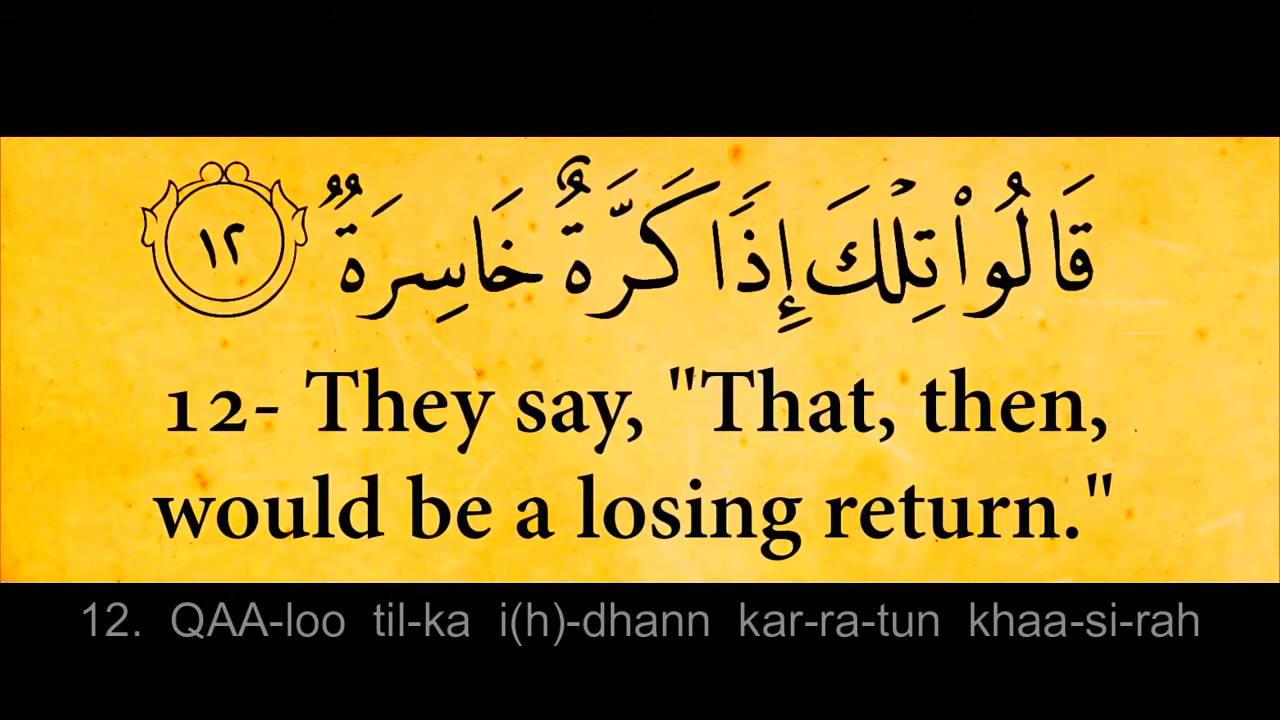 قَالُوا۟ تِلْكَ إِذًا كَرَّةٌ خَاسِرَةٌ ١٢
12- They say, "That, then,
would be a losing return."
12. QAA-loo til-ka i(h)-dhann kar-ra-tun khaa-si-rah